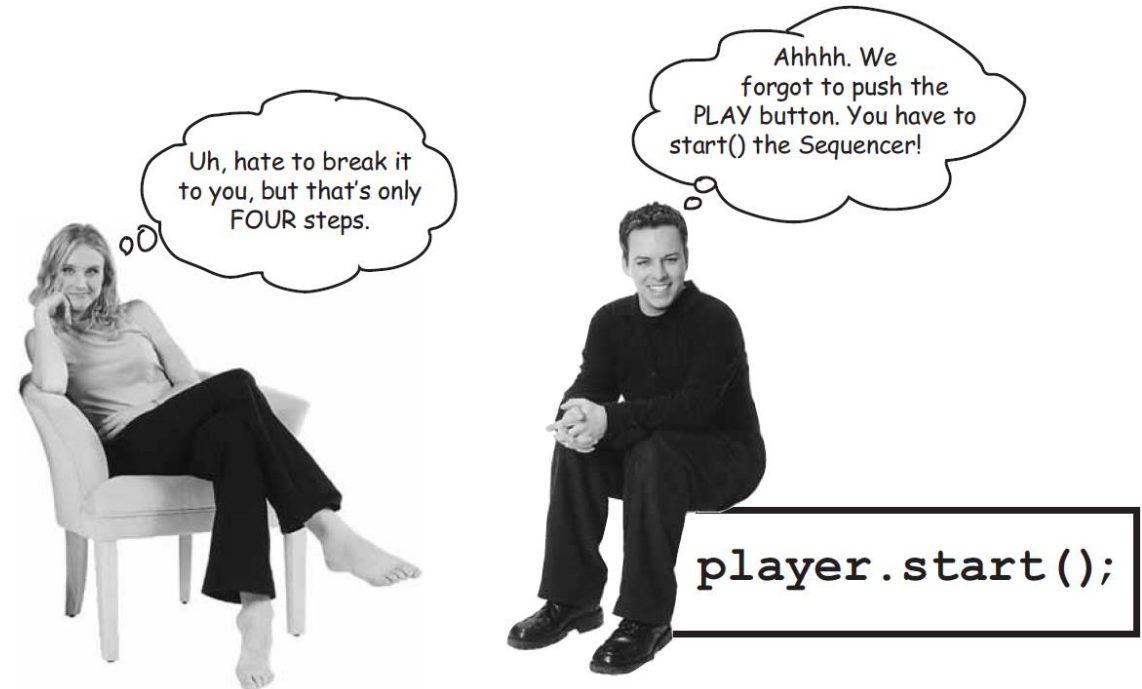 Uh, hate to break it
to you, but that's only
FOUR steps.
Ahhhh. We
forgot to push the
PLAY button. You have to
start() the Sequencer!
player.start();